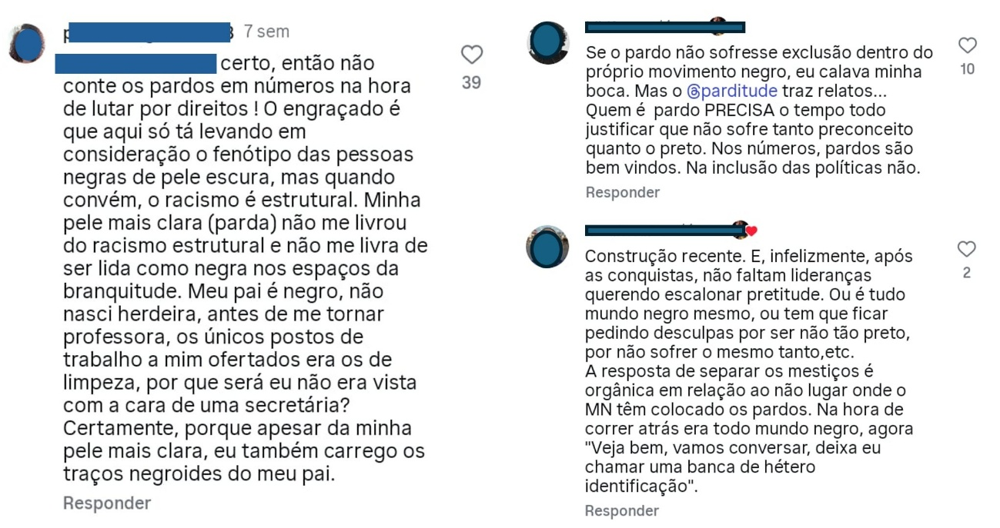 7 sem
certo, então não
conte os pardos em números na hora
de lutar por direitos ! O engraçado é
que aqui só tá levando em
consideração o fenótipo das pessoas
negras de pele escura, mas quando
convém, o racismo é estrutural. Minha
pele mais clara (parda) não me livrou
do racismo estrutural e não me livra de
ser lida como negra nos espaços da
branquitude. Meu pai é negro, não
nasci herdeira, antes de me tornar
professora, os únicos postos de
trabalho a mim ofertados era os de
limpeza, por que será eu não era vista
com a cara de uma secretária?
Certamente, porque apesar da minha
pele mais clara, eu também carrego os
traços negroides do meu pai.
Responder
39
Se o pardo não sofresse exclusão dentro do
próprio movimento negro, eu calava minha
boca. Mas o @parditude traz relatos...
Quem é pardo PRECISA o tempo todo
justificar que não sofre tanto preconceito
quanto o preto. Nos números, pardos são
bem vindos. Na inclusão das políticas não.
Responder
10
Construção recente. E, infelizmente, após
as conquistas, não faltam lideranças
querendo escalonar pretitude. Ou é tudo
mundo negro mesmo, ou tem que ficar
pedindo desculpas por ser não tão preto,
por não sofrer o mesmo tanto,etc.
A resposta de separar os mestiços é
orgânica em relação ao não lugar onde o
MN têm colocado os pardos. Na hora de
correr atrás era todo mundo negro, agora
"Veja bem, vamos conversar, deixa eu
chamar uma banca de hétero
identificação".
Responder
2